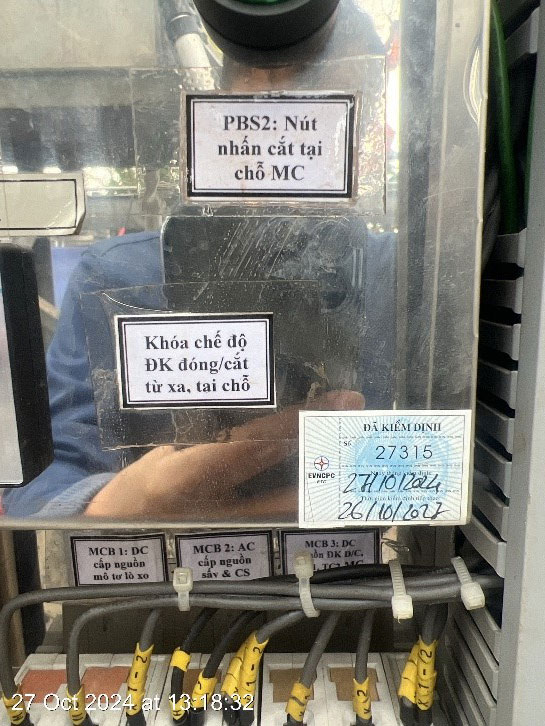 PBS2: Nút
nhấn cắt tại
chỗ MC
Khóa chế độ
ĐK đóng/cắt
từ xa, tại chỗ
ĐÃ KIỂM ĐỊNH
Số
27315
EVNCPC
27/10/2024
26/10/2027
MCB 1: DC
cấp nguồn
mô tơ lò xo
MCB 2: AC
cấp nguồn
sấy & CS
MCB 3: DC
ĐK D/C,
27 Oct 2024 at 13:18:32